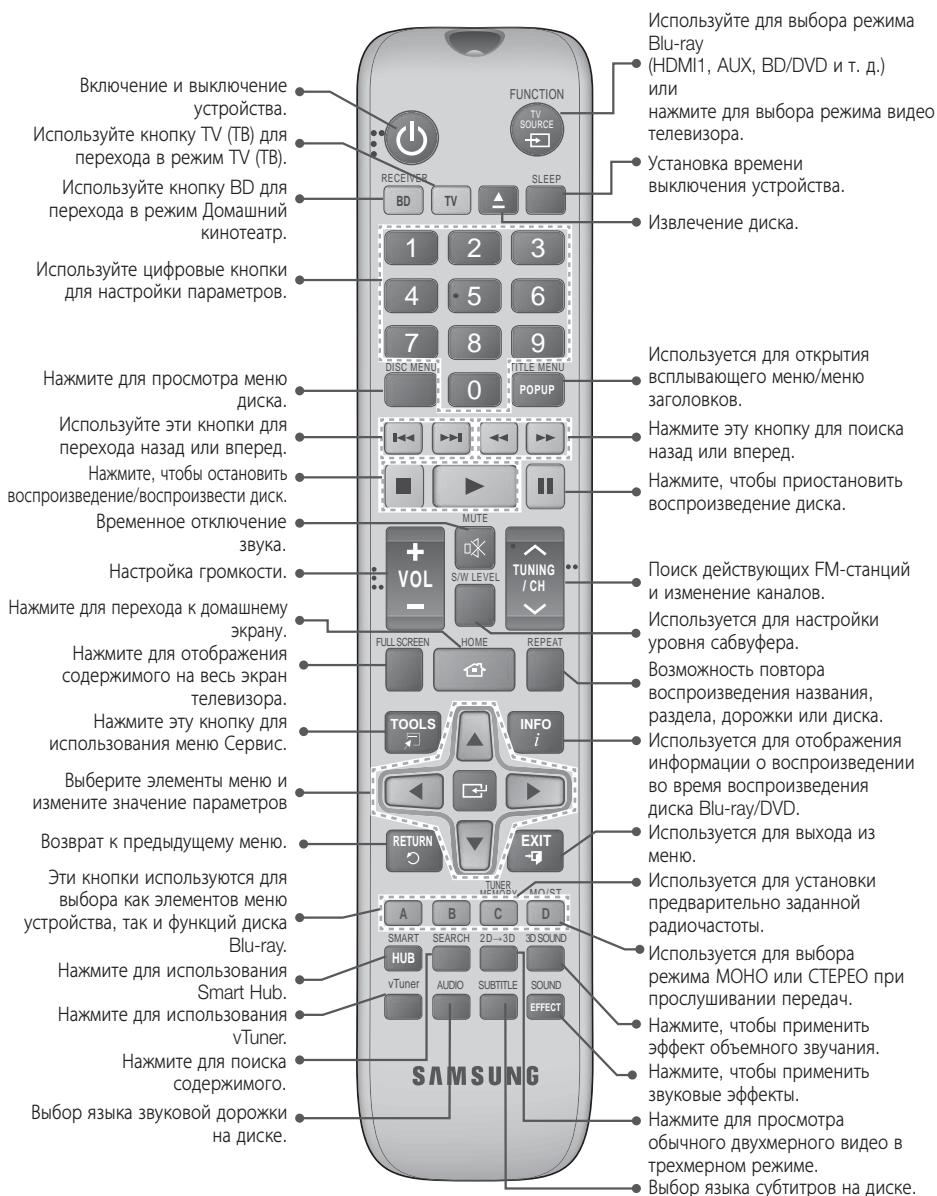 Включение и выключение
устройства.
Используйте кнопку TV (ТВ) для
перехода в режим TV (ТВ).
Используйте кнопку BD для
перехода в режим Домашний
кинотеатр.
Используйте цифровые кнопки
для настройки параметров.
Нажмите для просмотра меню
диска.
Используйте эти кнопки для
перехода назад или вперед.
Нажмите, чтобы остановить
воспроизведение/воспроизвести диск.
Временное отключение
звука.
Настройка громкости.
Нажмите для перехода к домашнему
экрану.
Нажмите для отображения
содержимого на весь экран
телевизора.
Нажмите эту кнопку для
использования меню Сервис.
Выберите элементы меню и
измените значение параметров
Возврат к предыдущему меню.
Эти кнопки используются для
выбора как элементов меню
устройства, так и функций диска
Blu-ray.
Нажмите для использования
Smart Hub.
Нажмите для использования
vTuner.
Нажмите для поиска
содержимого.
Выбор языка звуковой дорожки
на диске.
FUNCTION
TV
SOURCE
RECEIVER
SLEEP
BD
TV
1 2 3
4 5 6
7 8 9
DISC MENU
TITLE MENU
0
POPUP
MUTE
VOL
S/W LEVEL
TUNING
/ CH
FULL SCREEN
HOME
REPEAT
TOOLS
INFO
i
RETURN
EXIT
TUNER
MEMORY
MO/ST
A B C D
SMART
SEARCH
2D→3D
3D SOUND
HUB
vTuner
AUDIO
SUBTITLE
SOUND
EFFECT
SAMSUNG
Используйте для выбора режима
Blu-ray
(HDMI1, AUX, BD/DVD и т. д.)
или
нажмите для выбора режима видео
телевизора.
Установка времени
выключения устройства.
Извлечение диска.
Используется для открытия
всплывающего меню/меню
заголовков.
Нажмите эту кнопку для поиска
назад или вперед.
Нажмите, чтобы приостановить
воспроизведение диска.
Поиск действующих FM-станций
и изменение каналов.
Используется для настройки
уровня сабвуфера.
Возможность повтора
воспроизведения названия,
раздела, дорожки или диска.
Используется для отображения
информации о воспроизведении
во время воспроизведения
диска Blu-ray/DVD.
Используется для выхода из
меню.
Используется для установки
предварительно заданной
радиочастоты.
Используется для выбора
режима МОНО или СТЕРЕО при
прослушивании передач.
Нажмите, чтобы применить
эффект объемного звучания.
Нажмите, чтобы применить
звуковые эффекты.
Нажмите для просмотра
обычного двухмерного видео в
трехмерном режиме.
Выбор языка субтитров на диске.